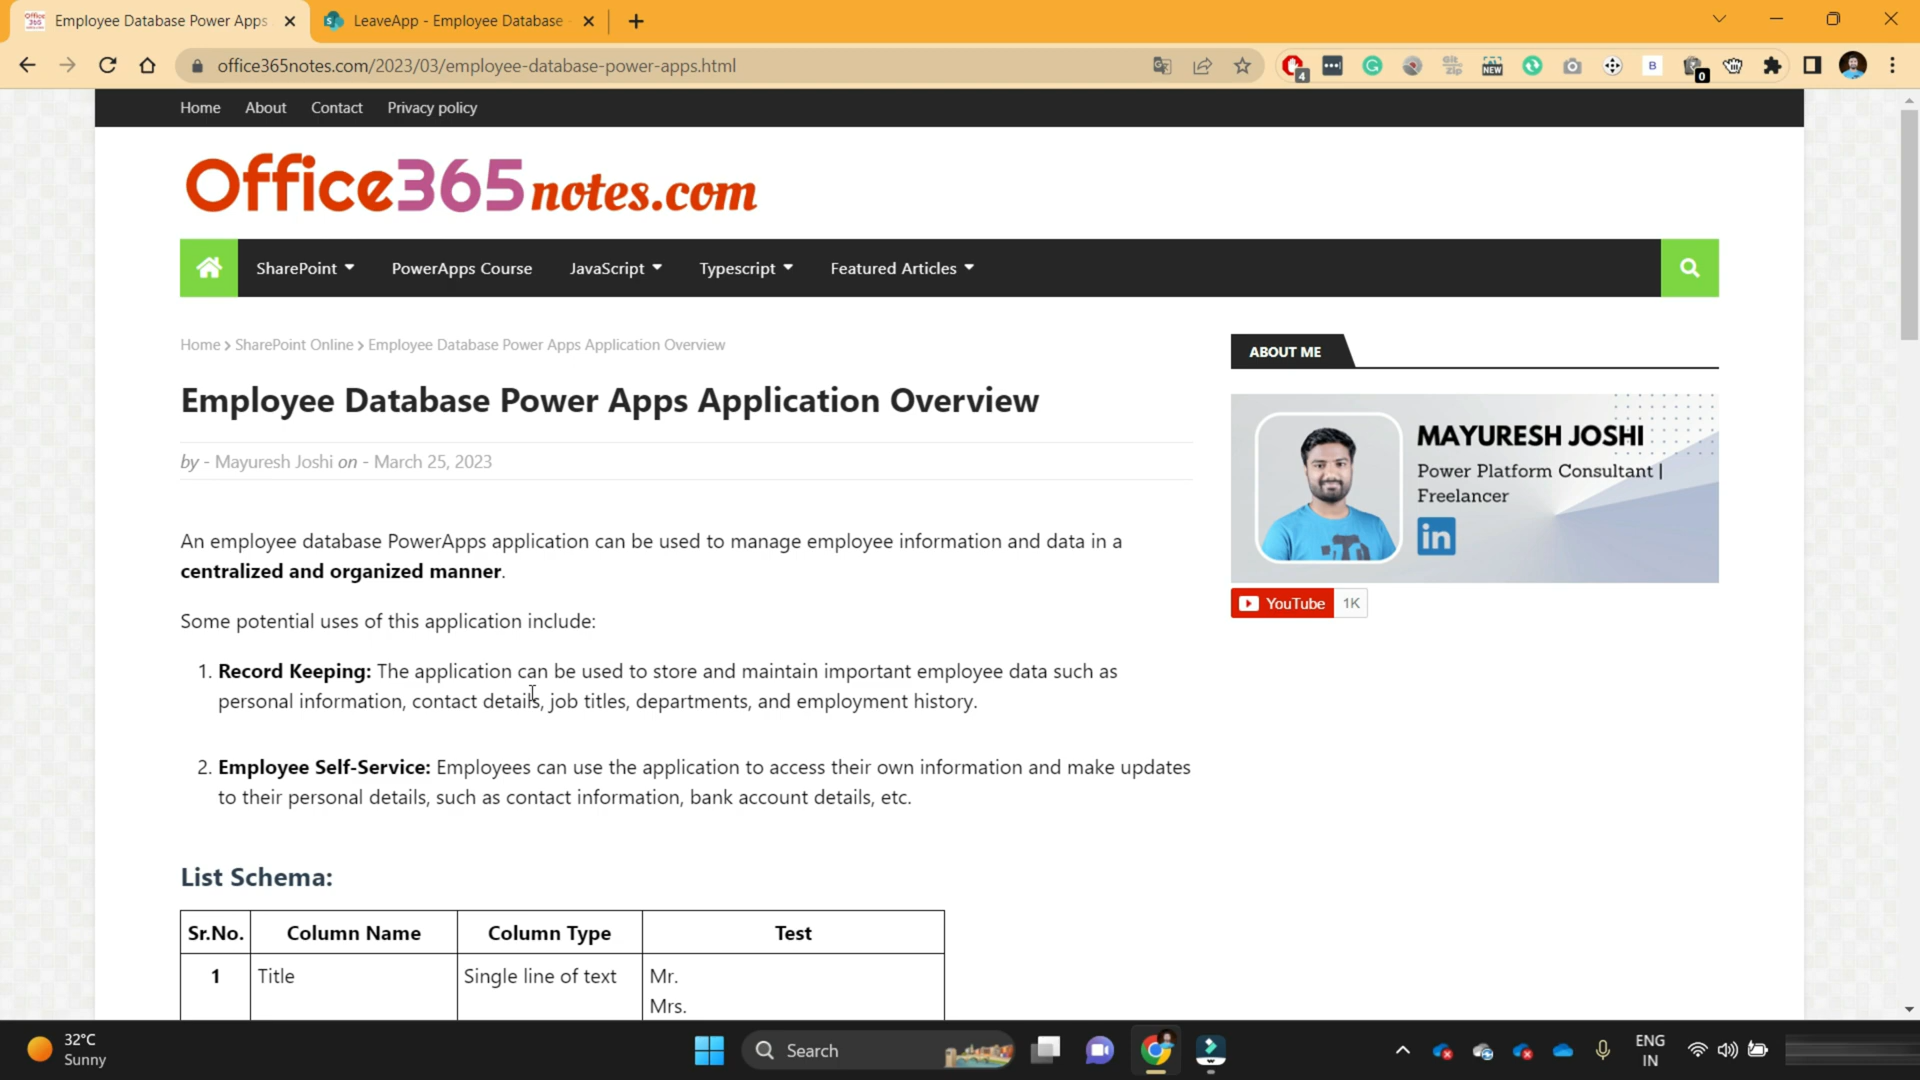 Employee Database Power Apps
LeaveApp - Employee Database
office365notes.com/2023/03/employee-database-power-apps.html
4
NEW
B
0
Home About Contact Privacy policy
Office365notes.com
SharePoint PowerApps Course JavaScript Typescript Featured Articles
Home > SharePoint Online > Employee Database Power Apps Application Overview
Employee Database Power Apps Application Overview
by - Mayuresh Joshi on - March 25, 2023
An employee database PowerApps application can be used to manage employee information and data in a
centralized and organized manner.
Some potential uses of this application include:
1. Record Keeping: The application can be used to store and maintain important employee data such as
personal information, contact details, job titles, departments, and employment history.
2. Employee Self-Service: Employees can use the application to access their own information and make updates
to their personal details, such as contact information, bank account details, etc.
List Schema:
Sr.No. Column Name Column Type Test
1 Title Single line of text Mr.
Mrs.
ABOUT ME
MAYURESH JOSHI
Power Platform Consultant |
Freelancer
in
YouTube 1K
32°C
Sunny
Search
ENG
IN